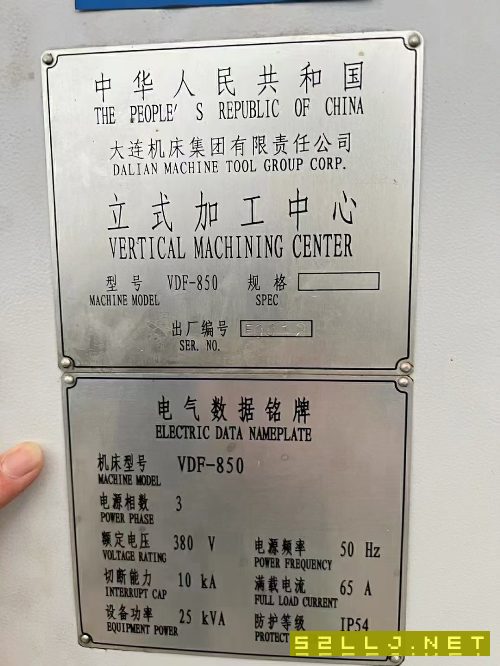 中华人民共和国
THE PEOPLE'S REPUBLIC OF CHINA
大连机床集团有限责任公司
DALIAN MACHINE TOOL GROUP CORP.
立式加工中心
VERTICAL MACHINING CENTER
型号 VDF-850 规格
MACHINE MODEL SPEC
出厂编号
SER. NO.
电气数据铭牌
ELECTRIC DATA NAMEPLATE
机床型号 VDF-850
MACHINE MODEL
电源相数 3
POWER PHASE
额定电压 380 V 电源频率 50 Hz
VOLTAGE RATING POWER FREQUENCY
切断能力 10 kA 满载电流 65 A
INTERRUPT CAP FULL LOAD CURRENT
设备功率 25 kVA 防护等级 IP54
EQUIPMENT POWER PROTECT
52LLJ.NET